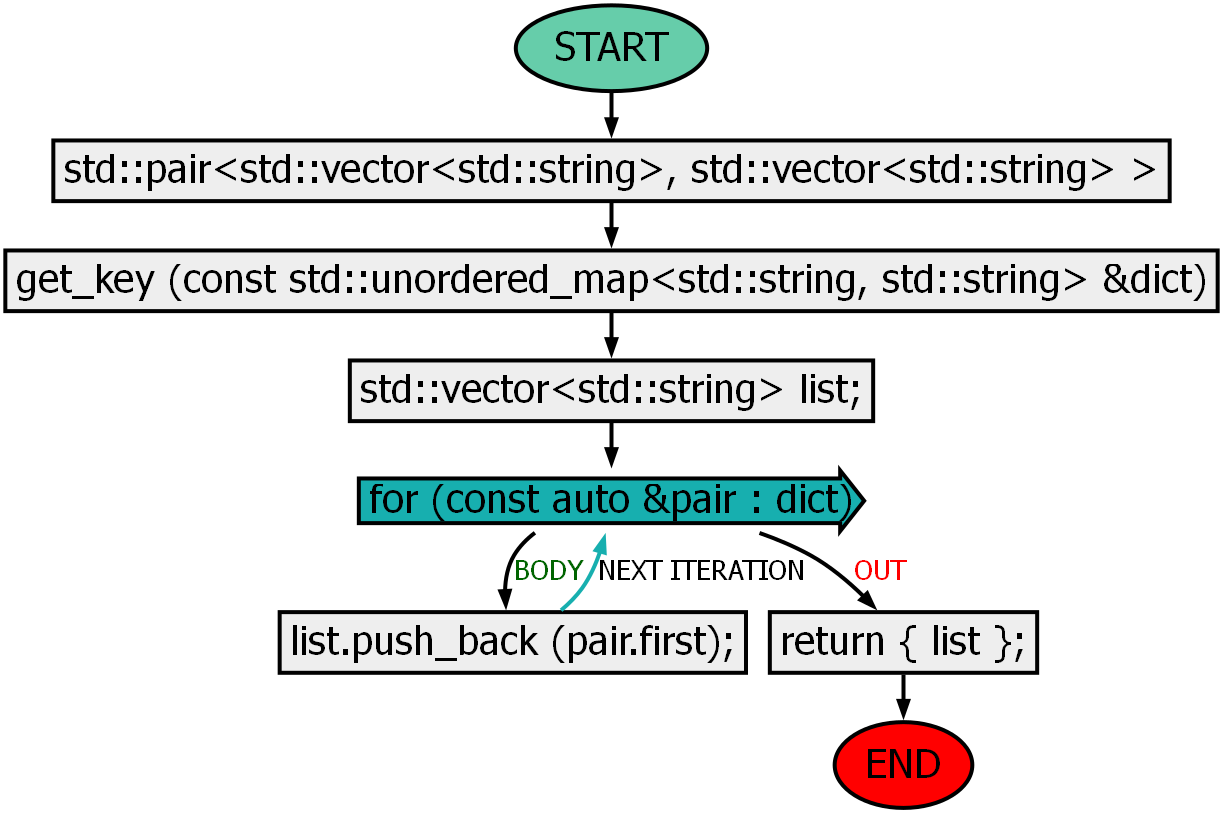 START
std::pair<std::vector<std::string>, std::vector<std::string> >
get_key (const std::unordered_map<std::string, std::string> &dict)
std::vector<std::string> list;
for (const auto &pair : dict)
BODY
NEXT ITERATION
OUT
list.push_back (pair.first);
return { list };
END